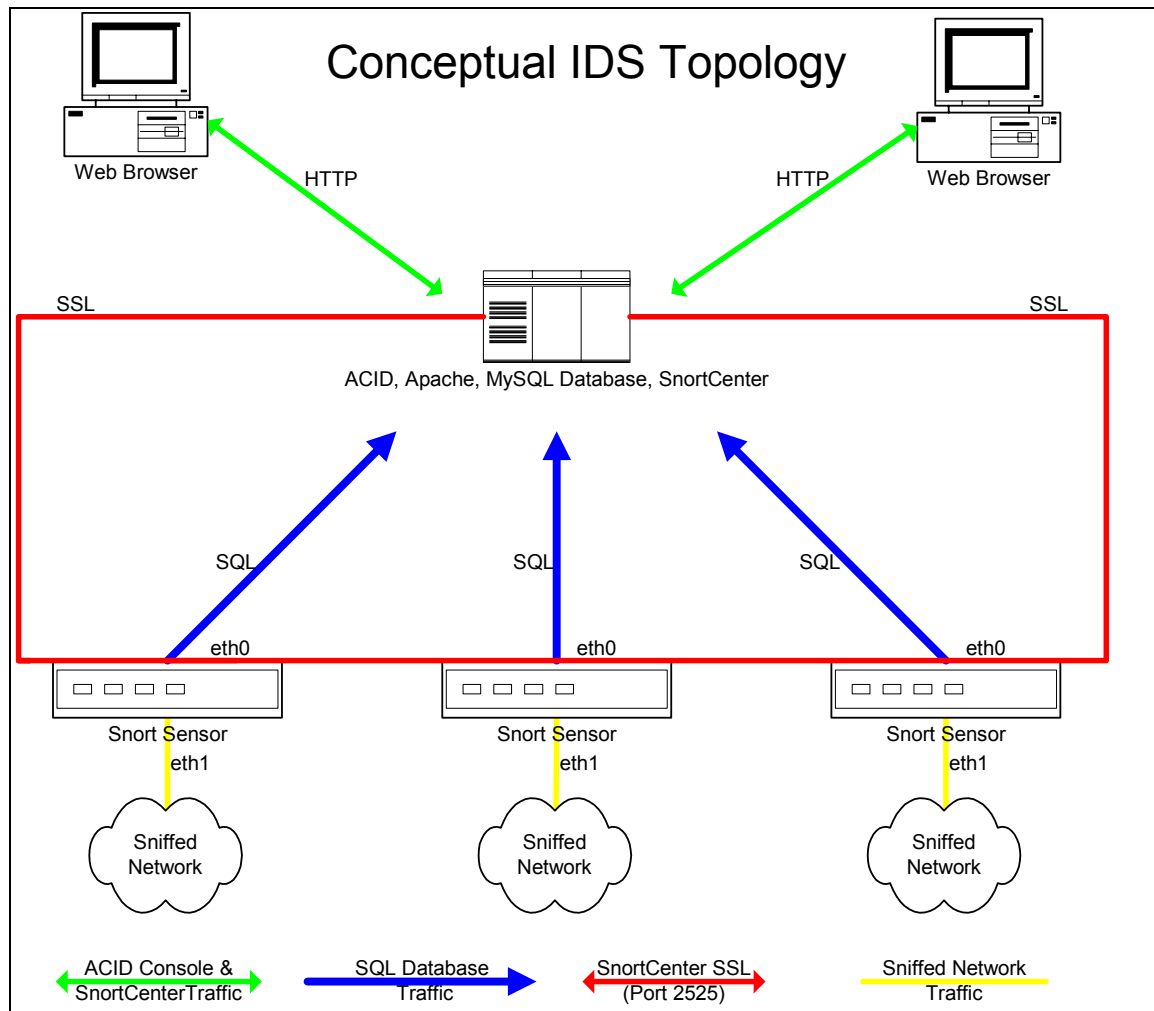 Conceptual IDS Topology
Web Browser
Web Browser
HTTP
HTTP
SSL
SSL
ACID, Apache, MySQL Database, SnortCenter
SQL
SQL
SQL
eth0
eth0
eth0
Snort Sensor
Snort Sensor
Snort Sensor
eth1
eth1
eth1
Sniffed
Network
Sniffed
Network
Sniffed
Network
ACID Console &
SnortCenterTraffic
SQL Database
Traffic
SnortCenter SSL
(Port 2525)
Sniffed Network
Traffic